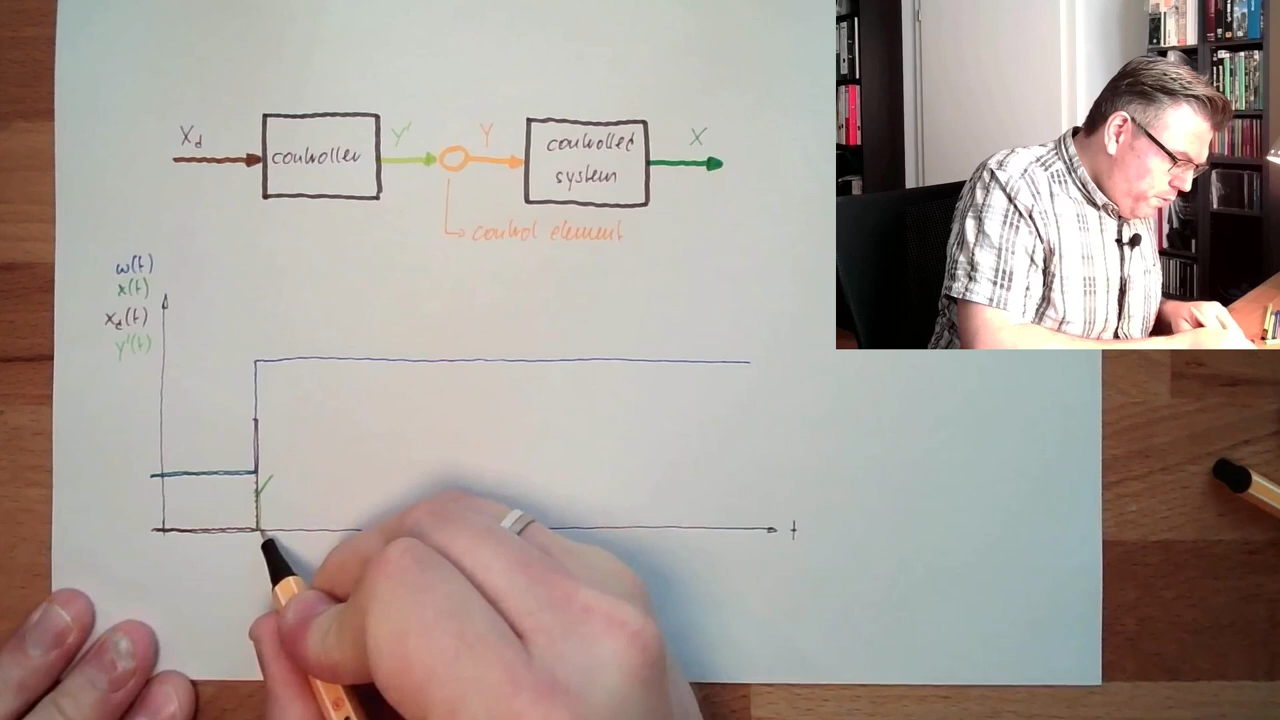 Xd
controller
Y'
Y
controlled
system
X
control element
w(t)
x(t)
xd(t)
y'(t)
t